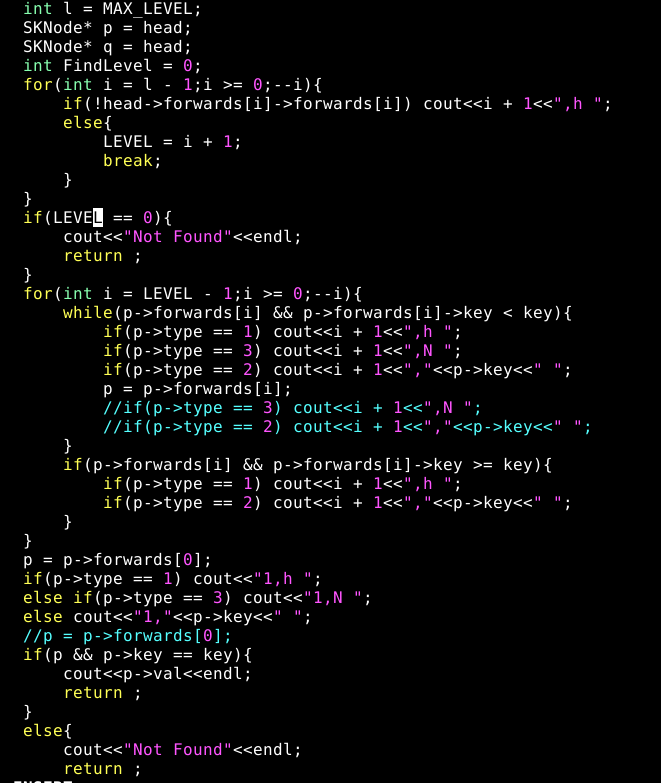 int l = MAX_LEVEL;
SKNode* p = head;
SKNode* q = head;
int FindLevel = 0;
for(int i = l - 1;i >= 0;--i){
    if(!head->forwards[i]->forwards[i]) cout<<i + 1<<",h ";
    else{
        LEVEL = i + 1;
        break;
    }
}
if(LEVEL == 0){
    cout<<"Not Found"<<endl;
    return ;
}
for(int i = LEVEL - 1;i >= 0;--i){
    while(p->forwards[i] && p->forwards[i]->key < key){
        if(p->type == 1) cout<<i + 1<<",h ";
        if(p->type == 3) cout<<i + 1<<",N ";
        if(p->type == 2) cout<<i + 1<<","<<p->key<<" ";
        p = p->forwards[i];
        //if(p->type == 3) cout<<i + 1<<",N ";
        //if(p->type == 2) cout<<i + 1<<","<<p->key<<" ";
    }
    if(p->forwards[i] && p->forwards[i]->key >= key){
        if(p->type == 1) cout<<i + 1<<",h ";
        if(p->type == 2) cout<<i + 1<<","<<p->key<<" ";
    }
}
p = p->forwards[0];
if(p->type == 1) cout<<"1,h ";
else if(p->type == 3) cout<<"1,N ";
else cout<<"1,"<<p->key<<" ";
//p = p->forwards[0];
if(p && p->key == key){
    cout<<p->val<<endl;
    return ;
}
else{
    cout<<"Not Found"<<endl;
    return ;